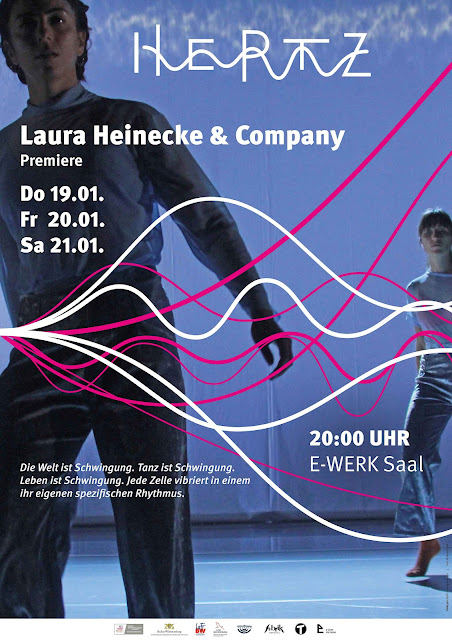 HERTZ
Laura Heinecke & Company
Premiere
Do 19.01.
Fr 20.01.
Sa 21.01.
20:00 UHR
E-WERK Saal
Die Welt ist Schwingung. Tanz ist Schwingung.
Leben ist Schwingung. Jede Zelle vibriert in einem
ihr eigenen spezifischen Rhythmus.